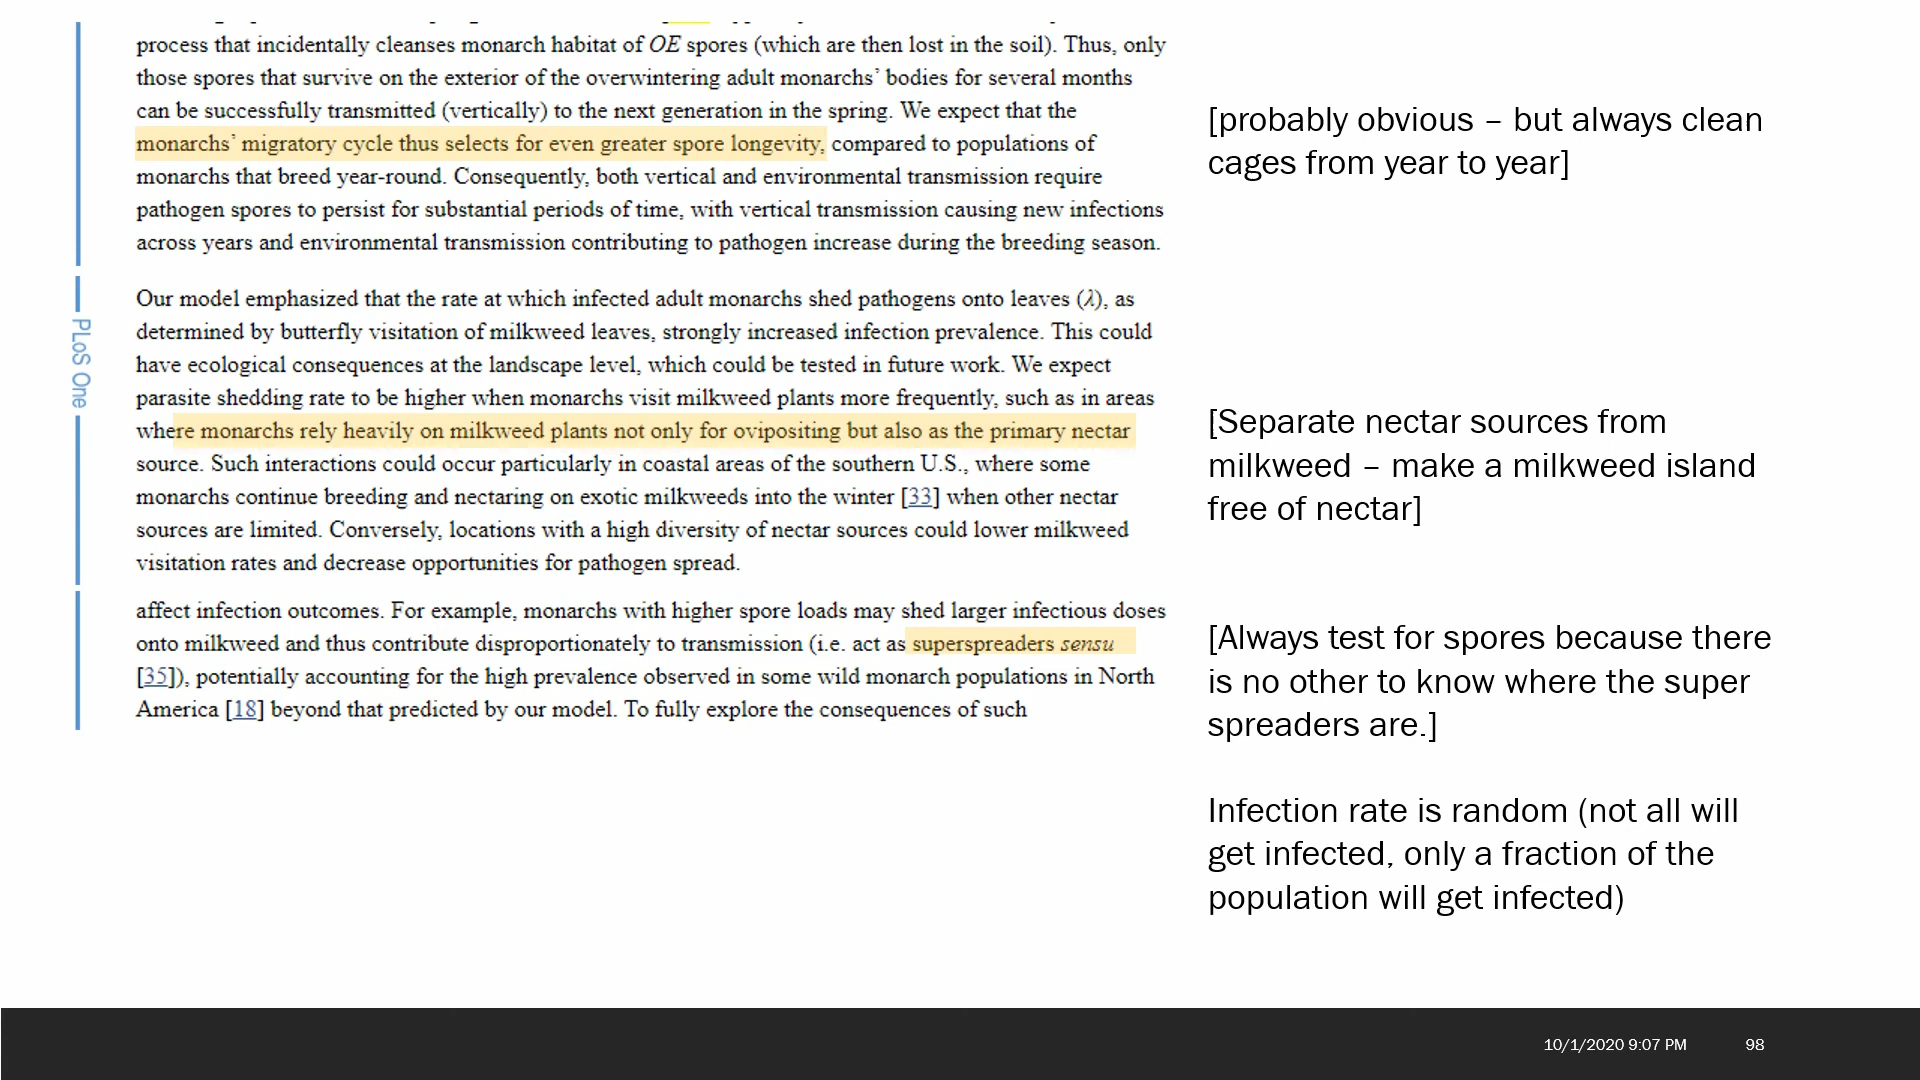 process that incidentally cleanses monarch habitat of OE spores (which are then lost in the soil). Thus, only
those spores that survive on the exterior of the overwintering adult monarchs’ bodies for several months
can be successfully transmitted (vertically) to the next generation in the spring. We expect that the
monarchs’ migratory cycle thus selects for even greater spore longevity, compared to populations of
monarchs that breed year-round. Consequently, both vertical and environmental transmission require
pathogen spores to persist for substantial periods of time, with vertical transmission causing new infections
across years and environmental transmission contributing to pathogen increase during the breeding season.
Our model emphasized that the rate at which infected adult monarchs shed pathogens onto leaves (λ), as
determined by butterfly visitation of milkweed leaves, strongly increased infection prevalence. This could
have ecological consequences at the landscape level, which could be tested in future work. We expect
parasite shedding rate to be higher when monarchs visit milkweed plants more frequently, such as in areas
where monarchs rely heavily on milkweed plants not only for ovipositing but also as the primary nectar
source. Such interactions could occur particularly in coastal areas of the southern U.S., where some
monarchs continue breeding and nectaring on exotic milkweeds into the winter [33] when other nectar
sources are limited. Conversely, locations with a high diversity of nectar sources could lower milkweed
visitation rates and decrease opportunities for pathogen spread.
affect infection outcomes. For example, monarchs with higher spore loads may shed larger infectious doses
onto milkweed and thus contribute disproportionately to transmission (i.e. act as superspreaders sensu
[35]), potentially accounting for the high prevalence observed in some wild monarch populations in North
America [18] beyond that predicted by our model. To fully explore the consequences of such
PLoS One
[probably obvious – but always clean
cages from year to year]
[Separate nectar sources from
milkweed – make a milkweed island
free of nectar]
[Always test for spores because there
is no other to know where the super
spreaders are.]
Infection rate is random (not all will
get infected, only a fraction of the
population will get infected)
10/1/2020 9:07 PM
98